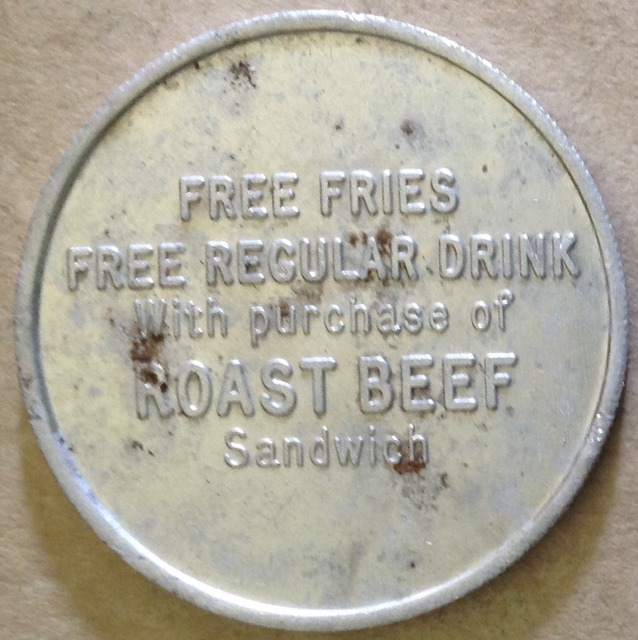 FREE FRIES
FREE REGULAR DRINK
With purchase of
ROAST BEEF
Sandwich